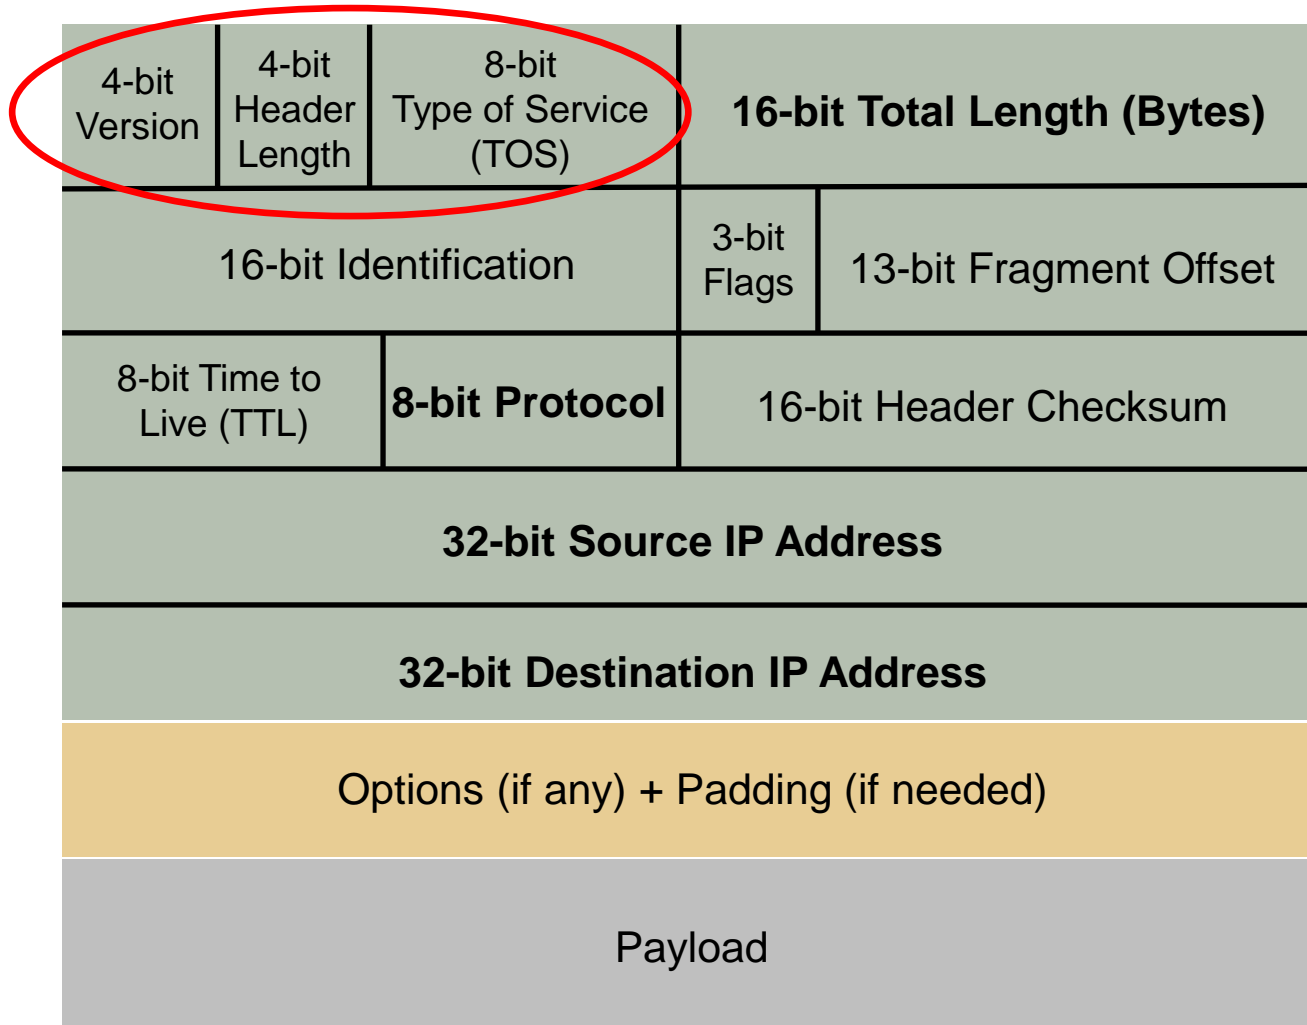 4-bit
Version
4-bit
Header
Length
8-bit
Type of Service
(TOS)
16-bit Total Length (Bytes)
16-bit Identification
3-bit
Flags
13-bit Fragment Offset
8-bit Time to
Live (TTL)
8-bit Protocol
16-bit Header Checksum
32-bit Source IP Address
32-bit Destination IP Address
Options (if any) + Padding (if needed)
Payload